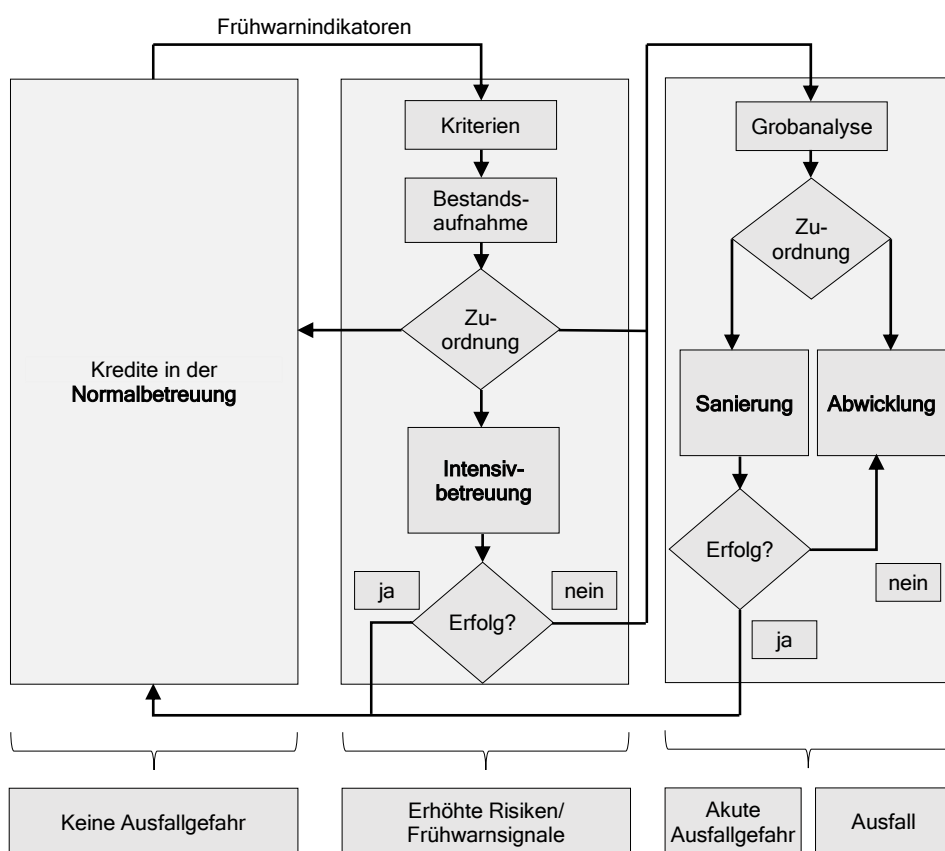 Frühwarnindikatoren
Kredite in der
Normalbetreuung
Kriterien
Bestands-
aufnahme
Zu-
ordnung
Intensiv-
betreuung
ja
nein
Erfolg?
Grobanalyse
Zu-
ordnung
Sanierung
Abwicklung
Erfolg?
nein
ja
Keine Ausfallgefahr
Erhöhte Risiken/
Frühwarnsignale
Akute
Ausfallgefahr
Ausfall